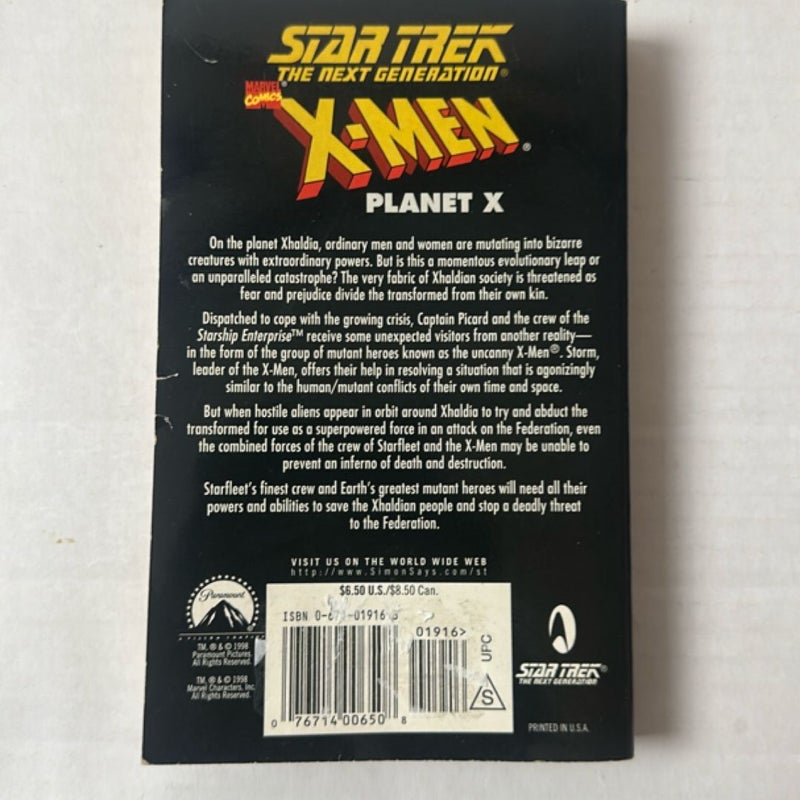 STAR TREK
THE NEXT GENERATION®
MARVEL COMICS®
X-MEN®
PLANET X
On the planet Xhaldia, ordinary men and women are mutating into bizarre
creatures with extraordinary powers. But is this a momentous evolutionary leap or
an unparalleled catastrophe? The very fabric of Xhaldian society is threatened as
fear and prejudice divide the transformed from their own kin.
Dispatched to cope with the growing crisis, Captain Picard and the crew of the
Starship Enterprise™ receive some unexpected visitors from another reality—
in the form of the group of mutant heroes known as the uncanny X-Men®. Storm,
leader of the X-Men, offers their help in resolving a situation that is agonizingly
similar to the human/mutant conflicts of their own time and space.
But when hostile aliens appear in orbit around Xhaldia to try and abduct the
transformed for use as a superpowered force in an attack on the Federation, even
the combined forces of the crew of Starfleet and the X-Men may be unable to
prevent an inferno of death and destruction.
Starfleet's finest crew and Earth's greatest mutant heroes will need all their
powers and abilities to save the Xhaldian people and stop a deadly threat
to the Federation.
VISIT US ON THE WORLD WIDE WEB
http://www.SimonSays.com/st
$6.50 U.S./$8.50 Can.
ISBN 0-671-01916
01916>
UPC
S
0 76714 00650 8
Paramount
TM, ® & © 1998
Paramount Pictures.
All Rights Reserved.
TM, ® & © 1998
Marvel Characters, Inc.
All Rights Reserved.
STAR TREK®
THE NEXT GENERATION
PRINTED IN U.S.A.